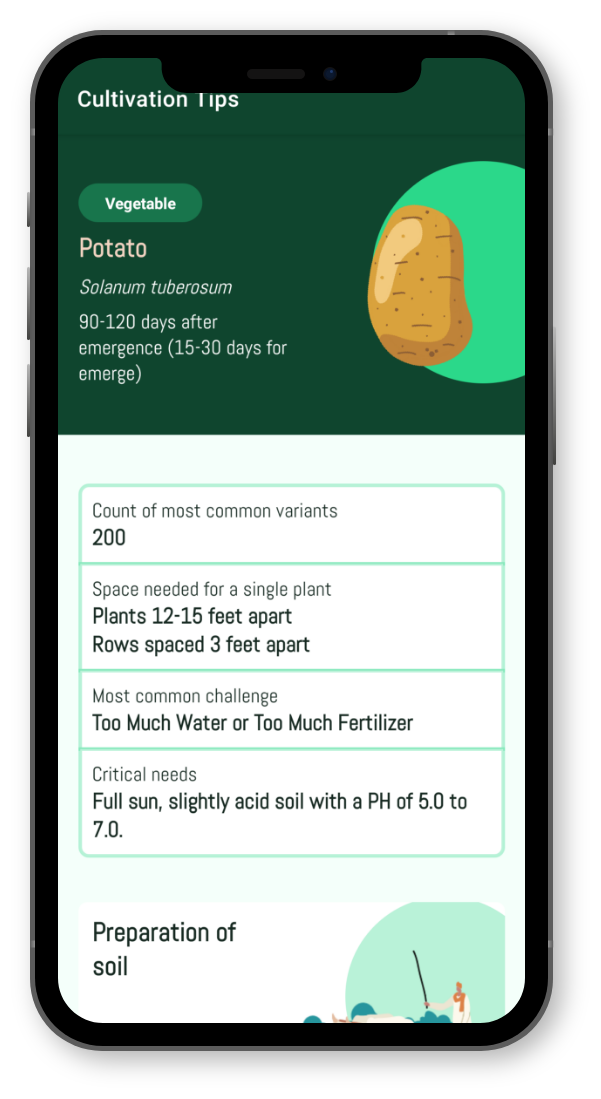 Cultivation Tips
Vegetable
Potato
Solanum tuberosum
90-120 days after
emergence (15-30 days for
emerge)
Count of most common variants
200
Space needed for a single plant
Plants 12-15 feet apart
Rows spaced 3 feet apart
Most common challenge
Too Much Water or Too Much Fertilizer
Critical needs
Full sun, slightly acid soil with a PH of 5.0 to
7.0.
Preparation of
soil